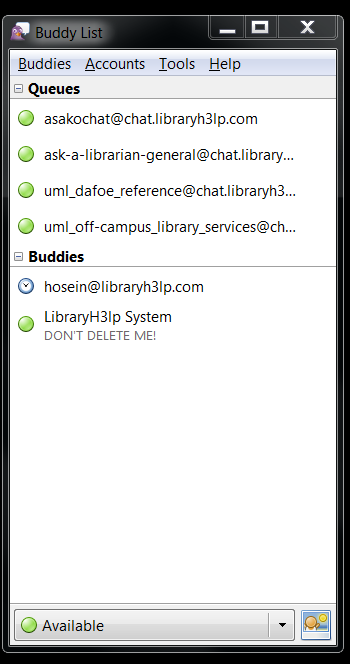 Buddy List
Buddies Accounts Tools Help
Queues
asakochat@chat.libraryh3lp.com
ask-a-librarian-general@chat.library...
uml_dafoe_reference@chat.libraryh3...
uml_off-campus_library_services@ch...
Buddies
hosein@libraryh3lp.com
LibraryH3lp System
DON'T DELETE ME!
Available